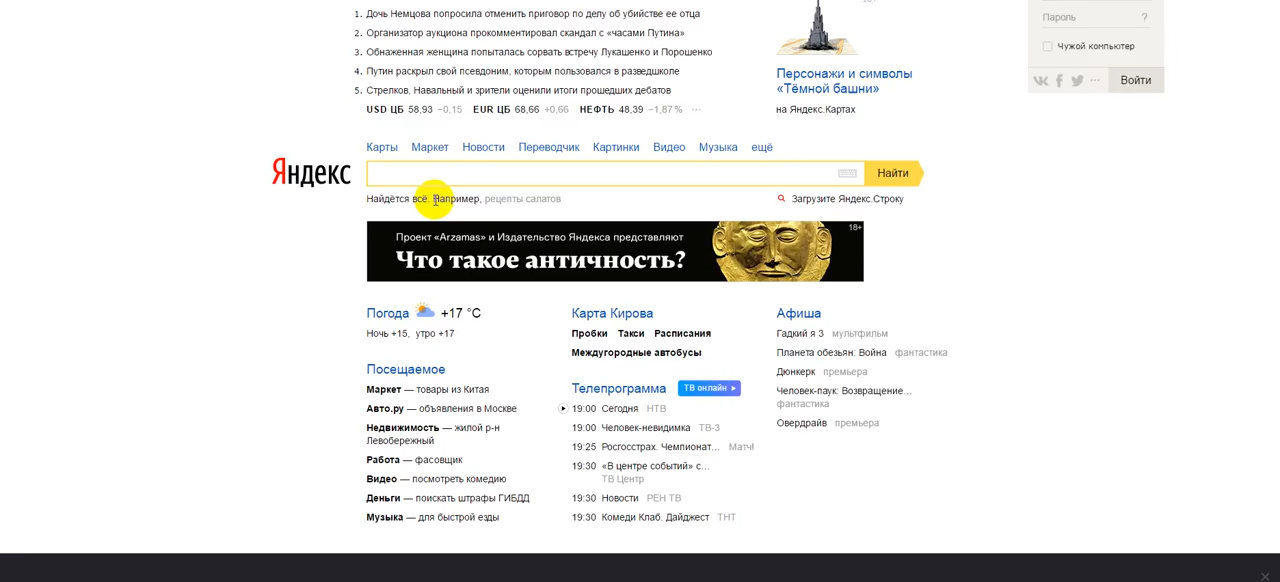 1. Дочь Немцова попросила отменить приговор по делу об убийстве ее отца
2. Организатор аукциона прокомментировал скандал с «часами Путина»
3. Обнаженная женщина попыталась сорвать встречу Лукашенко и Порошенко
4. Путин раскрыл свой псевдоним, которым пользовался в разведшколе
5. Стрелков, Навальный и зрители оценили итоги прошедших дебатов
USD ЦБ 58,93 −0,15 EUR ЦБ 68,66 +0,66 НЕФТЬ 48,39 −1,87% ···
Персонажи и символы
«Тёмной башни»
на Яндекс.Картах
Пароль ?
Чужой компьютер
Войти
Карты Маркет Новости Переводчик Картинки Видео Музыка ещё
Яндекс
Найти
Найдётся всё. Например, рецепты салатов
Загрузите Яндекс.Строку
Проект «Arzamas» и Издательство Яндекса представляют
Что такое античность?
18+
Погода +17 °C
Ночь +15, утро +17
Посещаемое
Маркет — товары из Китая
Авто.ру — объявления в Москве
Недвижимость — жилой р-н
Левобережный
Работа — фасовщик
Видео — посмотреть комедию
Деньги — поискать штрафы ГИБДД
Музыка — для быстрой езды
Карта Кирова
Пробки Такси Расписания
Междугородные автобусы
Телепрограмма ТВ онлайн
19:00 Сегодня НТВ
19:00 Человек-невидимка ТВ-3
19:25 Росгосстрах. Чемпионат... Матч!
19:30 «В центре событий» с...
ТВ Центр
19:30 Новости РЕН ТВ
19:30 Комеди Клаб. Дайджест ТНТ
Афиша
Гадкий я 3 мультфильм
Планета обезьян: Война фантастика
Дюнкерк премьера
Человек-паук: Возвращение...
фантастика
Овердрайв премьера